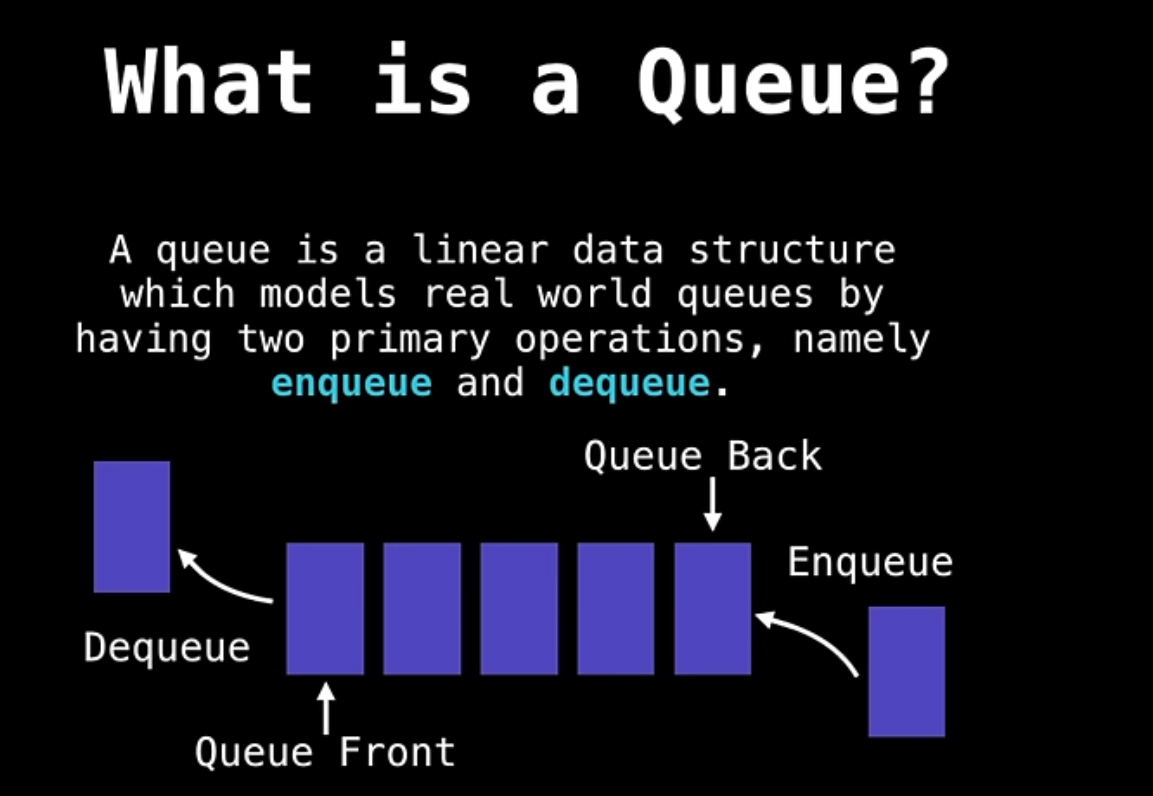 What is a Queue?
A queue is a linear data structure
which models real world queues by
having two primary operations, namely
enqueue and dequeue.
Queue Back
Enqueue
Dequeue
Queue Front